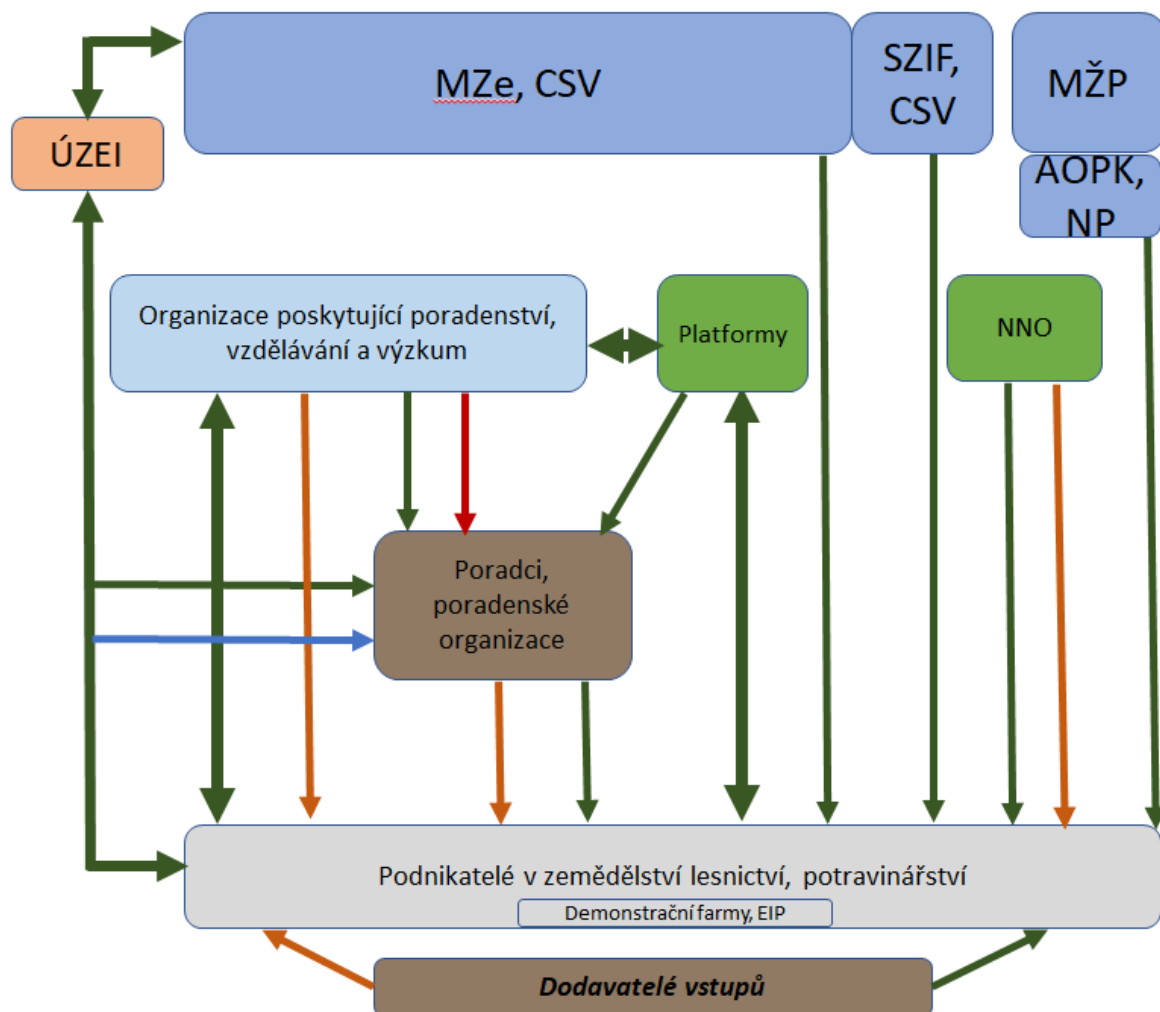 MZe, CSV
SZIF,
CSV
MŽP
ÚZEI
AOPK,
NP
Organizace poskytující poradenství,
vzdělávání a výzkum
Platformy
NNO
Poradci,
poradenské
organizace
Podnikatelé v zemědělství lesnictví, potravinářství
Demonstrační farmy, EIP
Dodavatelé vstupů